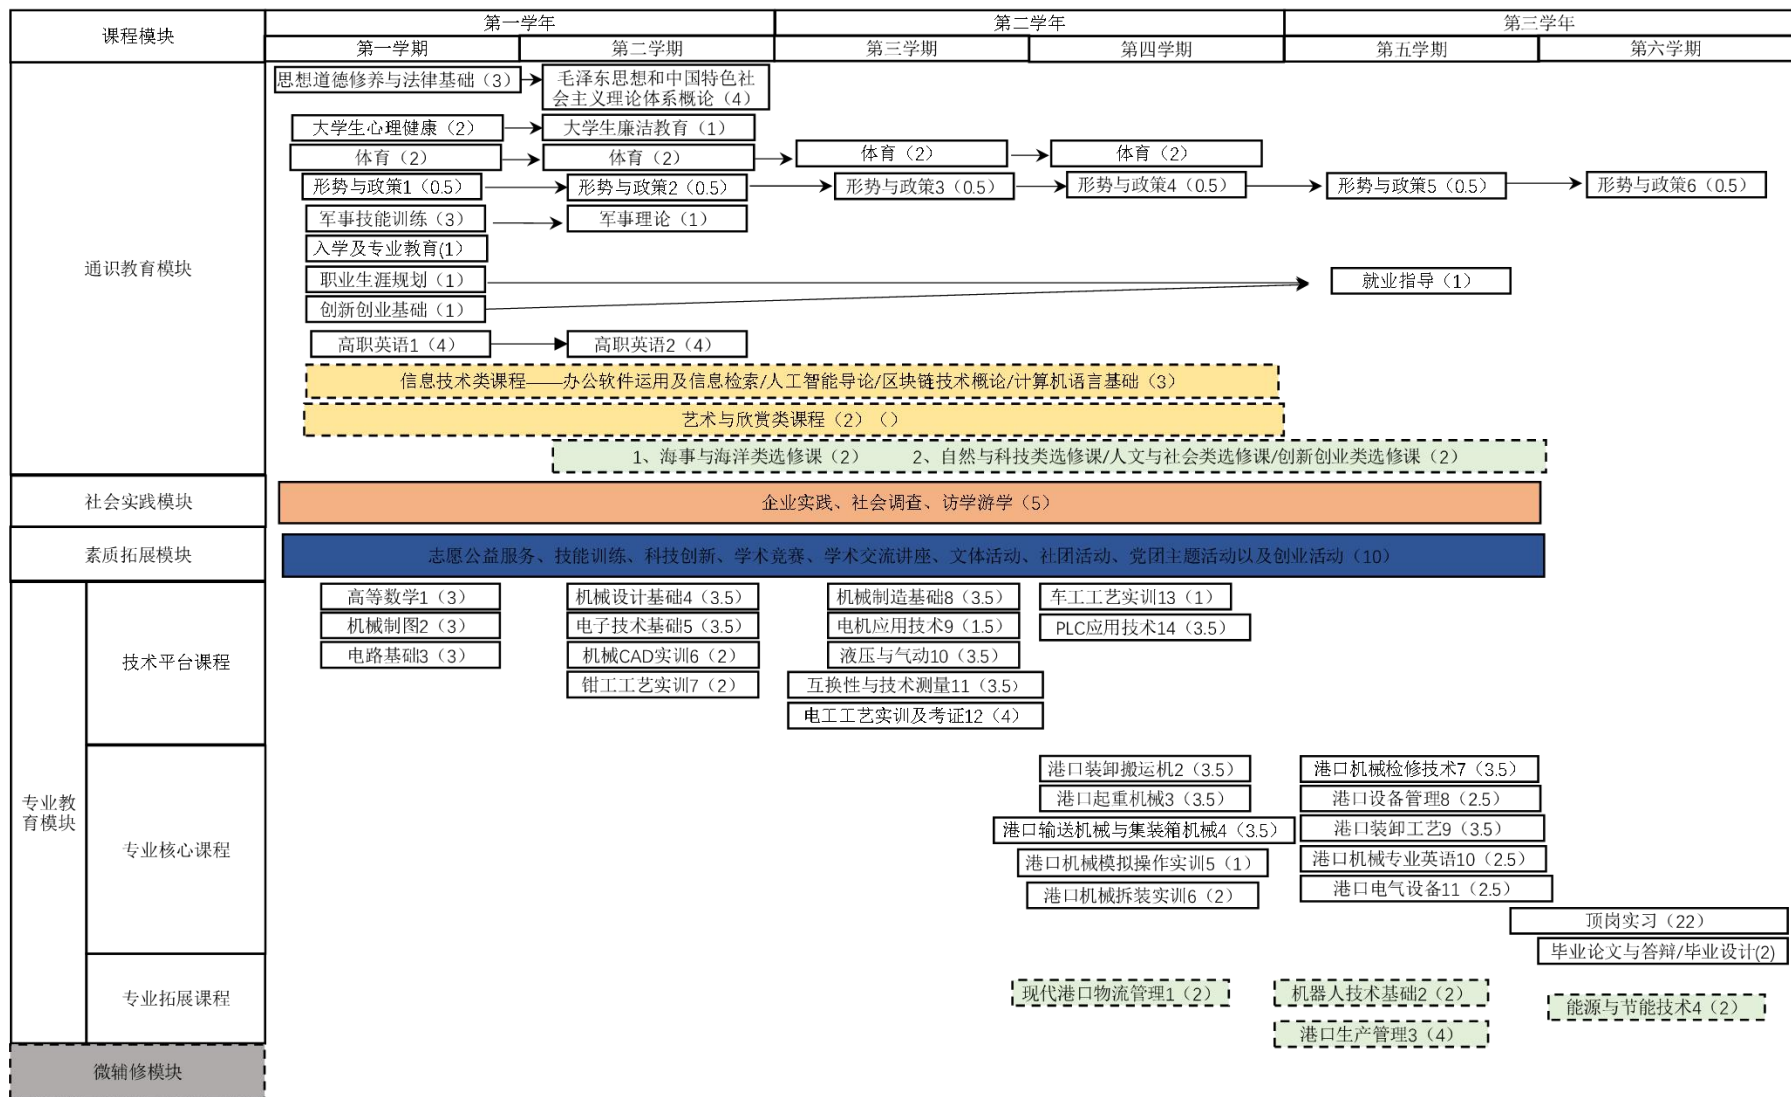 课程模块
第一学年
第二学年
第三学年
第一学期
第二学期
第三学期
第四学期
第五学期
第六学期
通识教育模块
思想道德修养与法律基础（3）
毛泽东思想和中国特色社
会主义理论体系概论（4）
大学生心理健康（2）
大学生廉洁教育（1）
体育（2）
体育（2）
体育（2）
体育（2）
形势与政策1（0.5）
形势与政策2（0.5）
形势与政策3（0.5）
形势与政策4（0.5）
形势与政策5（0.5）
形势与政策6（0.5）
军事技能训练（3）
军事理论（1）
入学及专业教育(1）
职业生涯规划（1）
就业指导（1）
创新创业基础（1）
高职英语1（4）
高职英语2（4）
信息技术类课程——办公软件运用及信息检索/人工智能导论/区块链技术概论/计算机语言基础（3）
艺术与欣赏类课程（2）（）
1、海事与海洋类选修课（2） 2、自然与科技类选修课/人文与社会类选修课/创新创业类选修课（2）
社会实践模块
企业实践、社会调查、访学游学（5）
素质拓展模块
志愿公益服务、技能训练、科技创新、学术竞赛、学术交流讲座、文体活动、社团活动、党团主题活动以及创业活动（10）
专业教
育模块
技术平台课程
高等数学1（3）
机械设计基础4（3.5）
机械制造基础8（3.5）
车工工艺实训13（1）
机械制图2（3）
电子技术基础5（3.5）
电机应用技术9（1.5）
PLC应用技术14（3.5）
电路基础3（3）
机械CAD实训6（2）
液压与气动10（3.5）
钳工工艺实训7（2）
互换性与技术测量11（3.5）
电工工艺实训及考证12（4）
专业核心课程
港口装卸搬运机2（3.5）
港口机械检修技术7（3.5）
港口起重机械3（3.5）
港口设备管理8（2.5）
港口输送机械与集装箱机械4（3.5）
港口装卸工艺9（3.5）
港口机械模拟操作实训5（1）
港口机械专业英语10（2.5）
港口机械拆装实训6（2）
港口电气设备11（2.5）
顶岗实习（22）
毕业论文与答辩/毕业设计(2)
专业拓展课程
现代港口物流管理1（2）
机器人技术基础2（2）
能源与节能技术4（2）
港口生产管理3（4）
微辅修模块